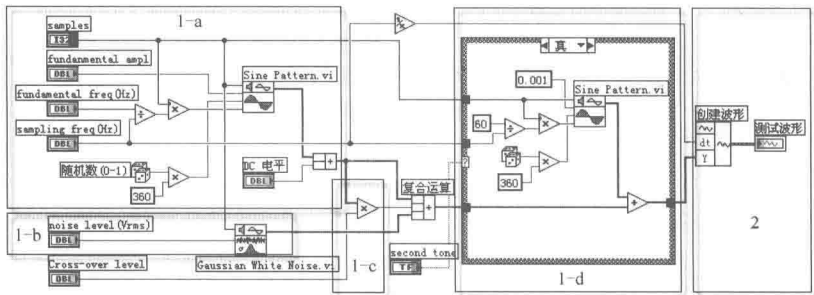 1-a
samples
I32
fundanmental ampl
DBL
fundamental freq(Hz)
DBL
sampling freq(Hz)
DBL
随机数(0-1)
360
Sine Pattern.vi
DC 电平
DBL
1-b
noise level(Vrms)
DBL
Gaussian White Noise.vi
Cross-over level
DBL
1-c
复合运算
second tone
TF
真
0.001
Sine Pattern.vi
60
360
1-d
创建波形
dt
Y
测试波形
2